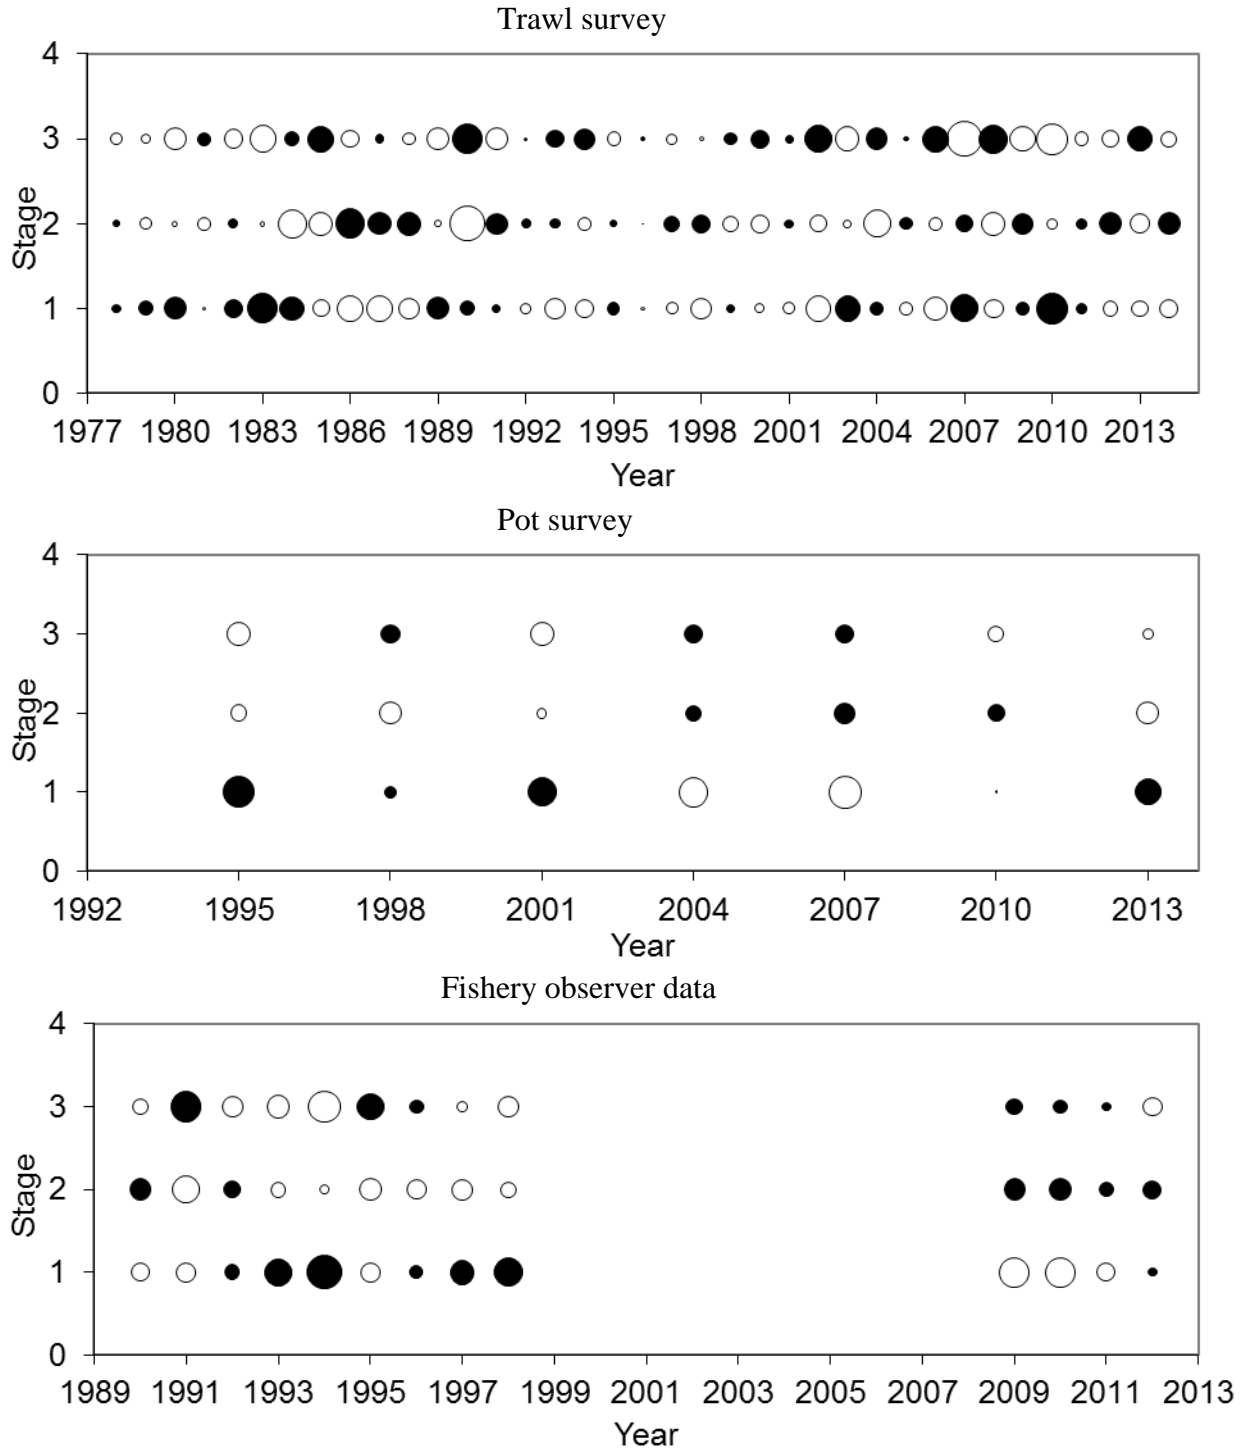 Trawl survey
4
3
2
1
0
Stage
1977 1980 1983 1986 1989 1992 1995 1998 2001 2004 2007 2010 2013
Year
Pot survey
4
3
2
1
0
Stage
1992 1995 1998 2001 2004 2007 2010 2013
Year
Fishery observer data
4
3
2
1
0
Stage
1989 1991 1993 1995 1997 1999 2001 2003 2005 2007 2009 2011 2013
Year